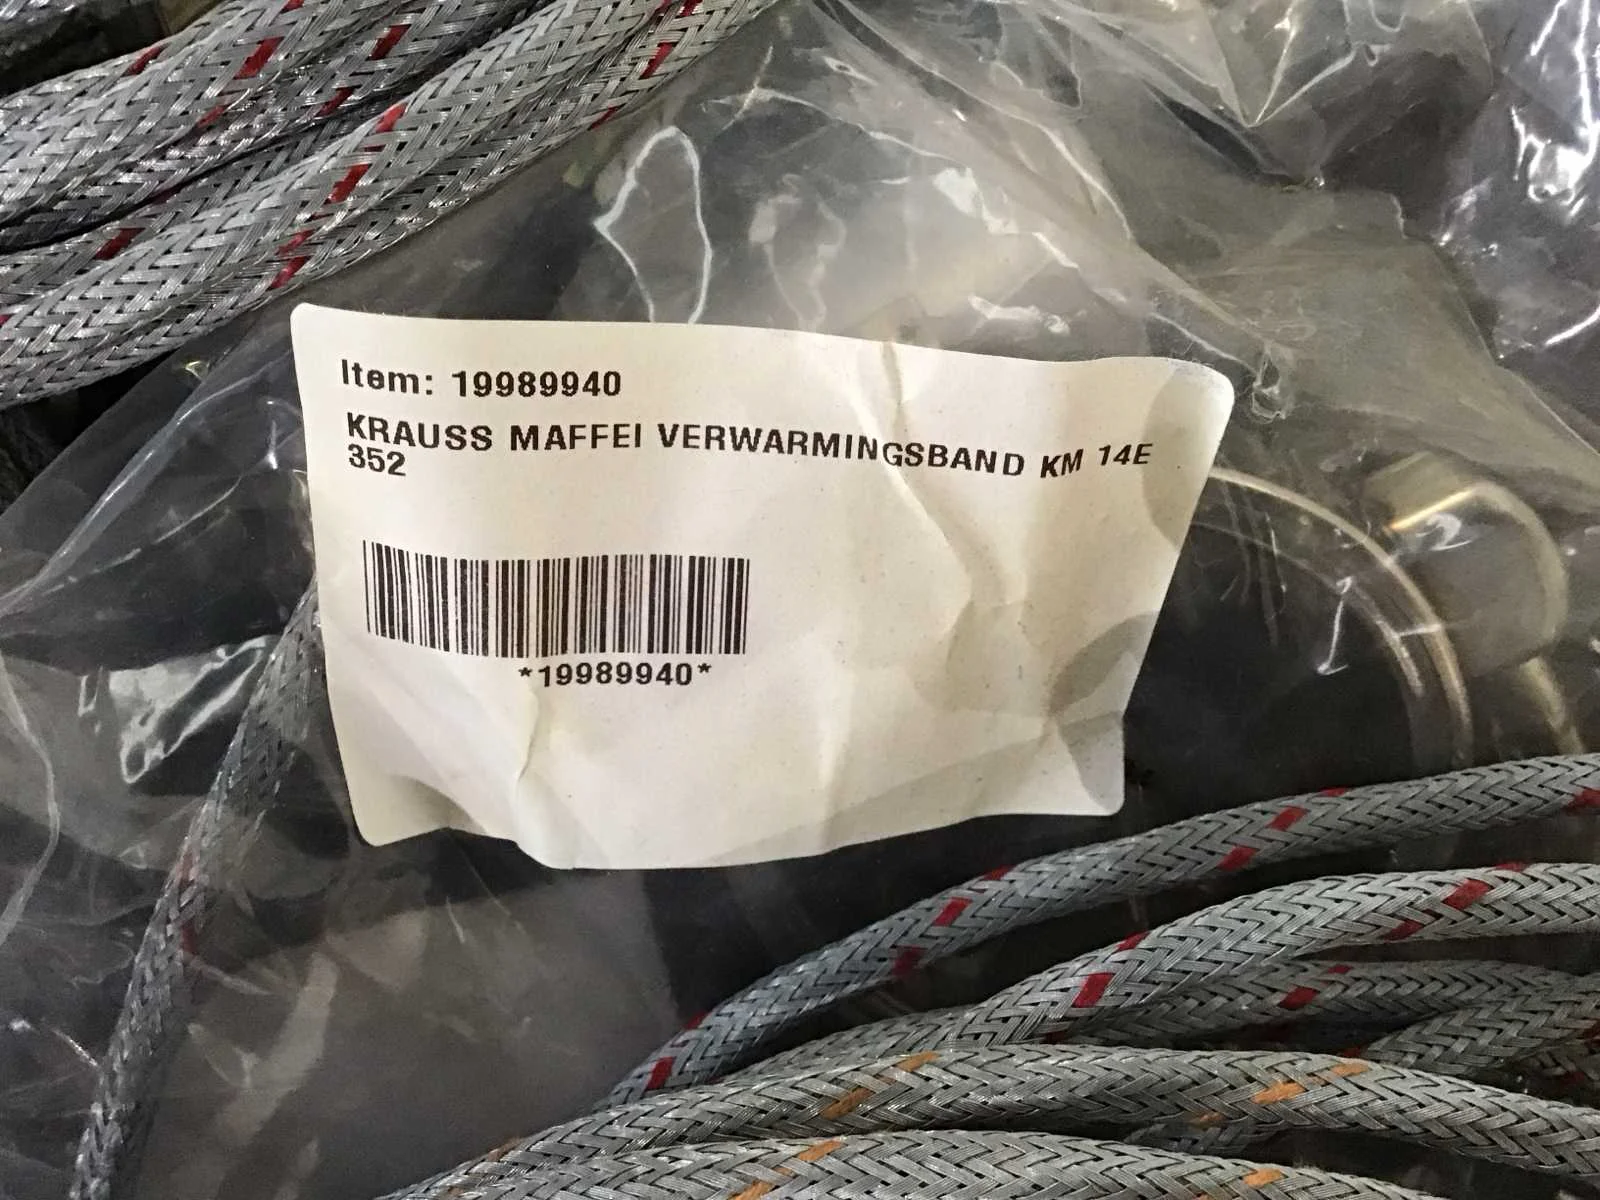 Item: 19989940
KRAUSS MAFFEI VERWARMINGSBAND KM 14E
352
*19989940*